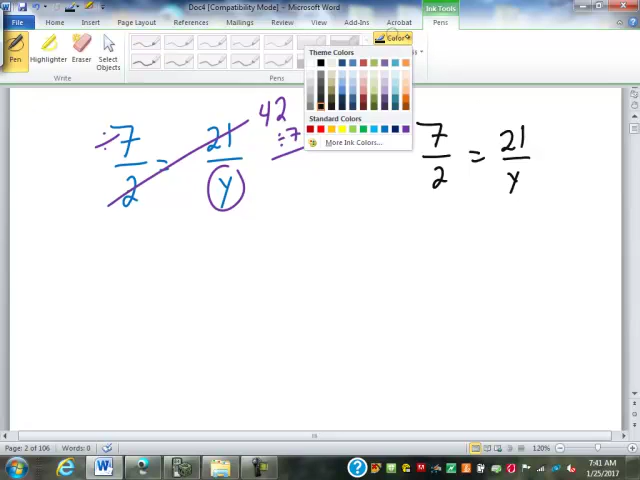 Doc4 [Compatibility Mode] - Microsoft Word
Ink Tools
File
Home
Insert
Page Layout
References
Mailings
Review
View
Add-Ins
Acrobat
Pens
Pen
Highlighter
Eraser
Select Objects
Write
Pens
Color
Theme Colors
Standard Colors
More Ink Colors...
42
÷7
÷7/2 = 21/y
7/2 = 21/y
Page: 2 of 106
Words: 0
120%
7:41 AM
1/25/2017